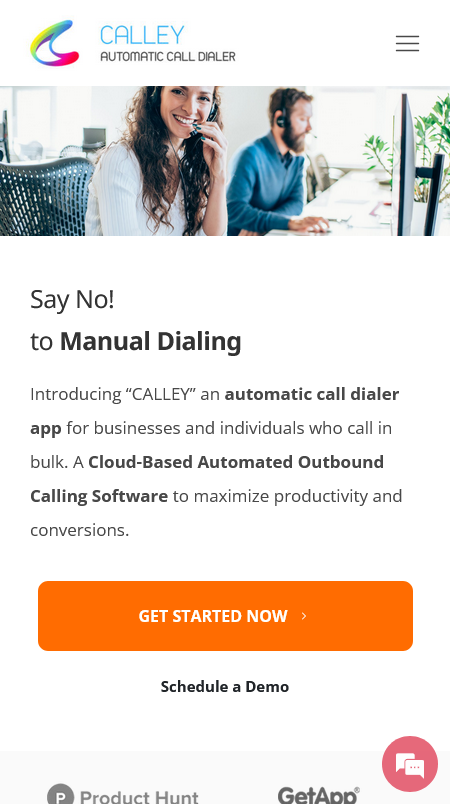 CALLEY
AUTOMATIC CALL DIALER
Say No!
to Manual Dialing
Introducing “CALLEY” an automatic call dialer
app for businesses and individuals who call in
bulk. A Cloud-Based Automated Outbound
Calling Software to maximize productivity and
conversions.
GET STARTED NOW
Schedule a Demo
P Product Hunt
GetApp®